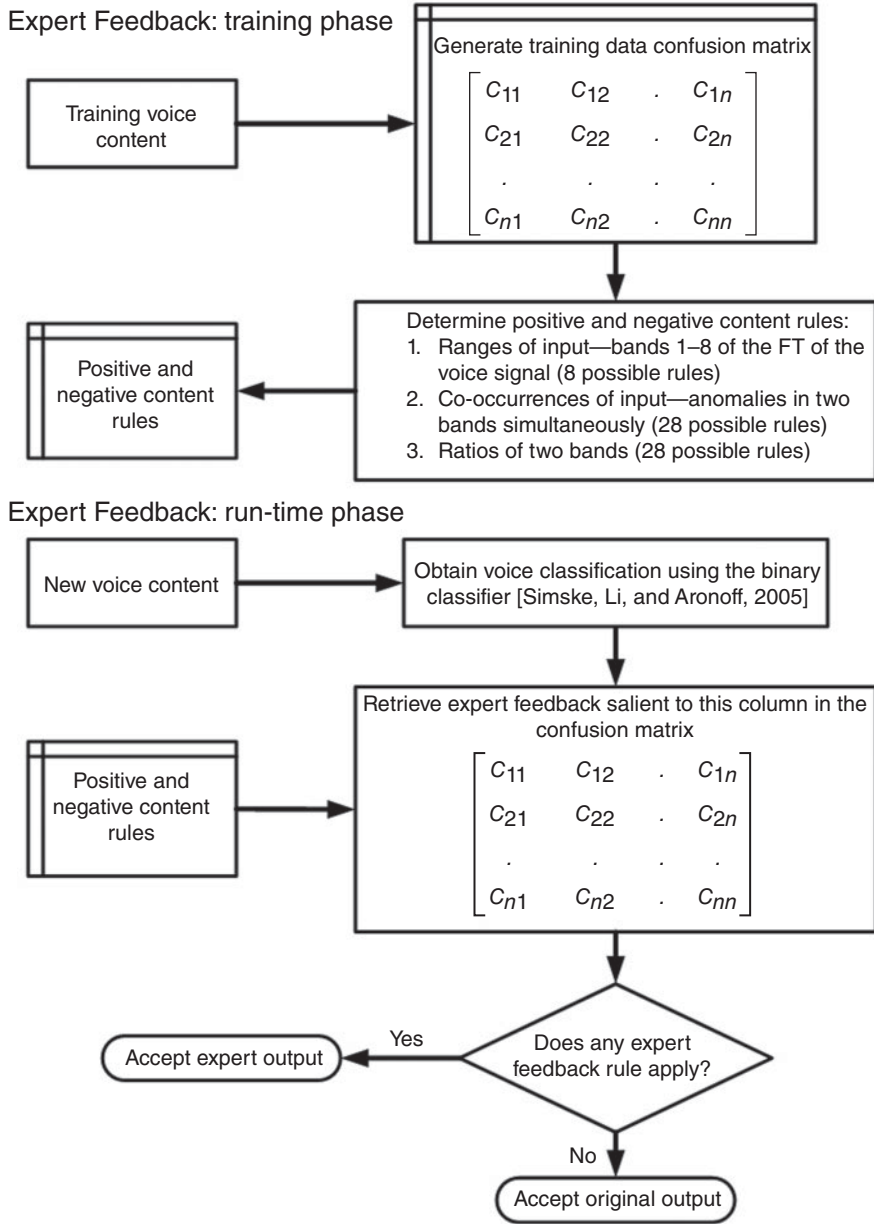 Expert Feedback: training phase
Generate training data confusion matrix
C11 C12 . C1n
C21 C22 . C2n
. . . .
Cn1 Cn2 . Cnn
Training voice
content
Determine positive and negative content rules:
1. Ranges of input—bands 1–8 of the FT of the
voice signal (8 possible rules)
2. Co-occurrences of input—anomalies in two
bands simultaneously (28 possible rules)
3. Ratios of two bands (28 possible rules)
Positive and
negative content
rules
Expert Feedback: run-time phase
New voice content
Obtain voice classification using the binary
classifier [Simske, Li, and Aronoff, 2005]
Retrieve expert feedback salient to this column in the
confusion matrix
C11 C12 . C1n
C21 C22 . C2n
. . . .
Cn1 Cn2 . Cnn
Positive and
negative content
rules
Does any expert
feedback rule apply?
Yes
Accept expert output
No
Accept original output